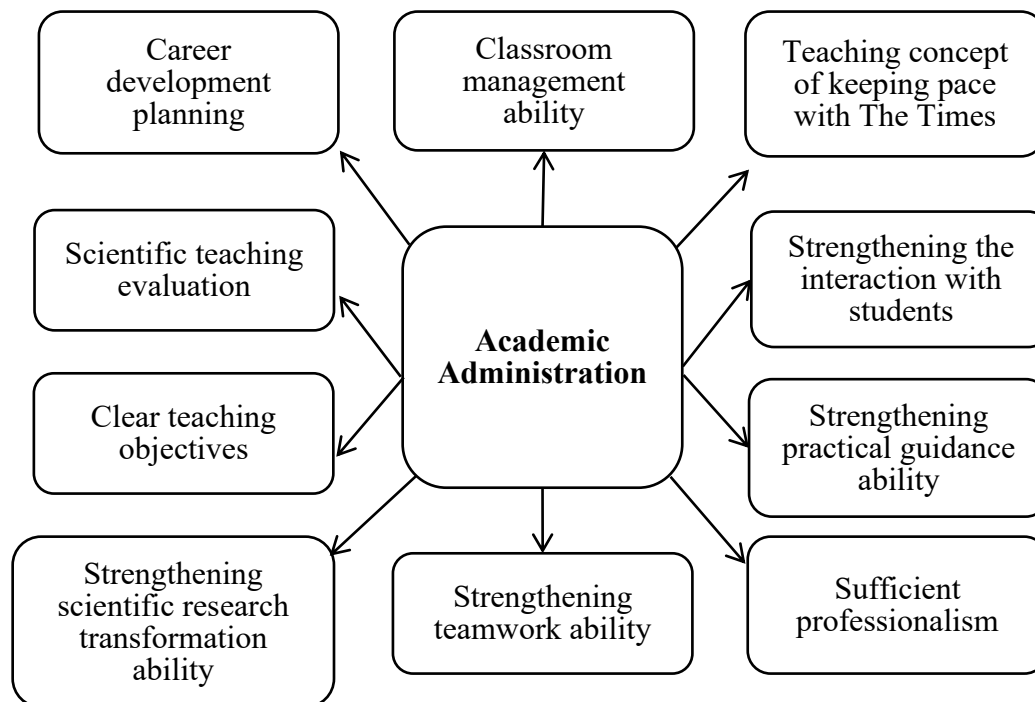 Career
development
planning
Classroom
management
ability
Teaching concept
of keeping pace
with The Times
Scientific teaching
evaluation
Academic
Administration
Strengthening the
interaction with
students
Clear teaching
objectives
Strengthening
practical guidance
ability
Strengthening
scientific research
transformation
ability
Strengthening
teamwork ability
Sufficient
professionalism